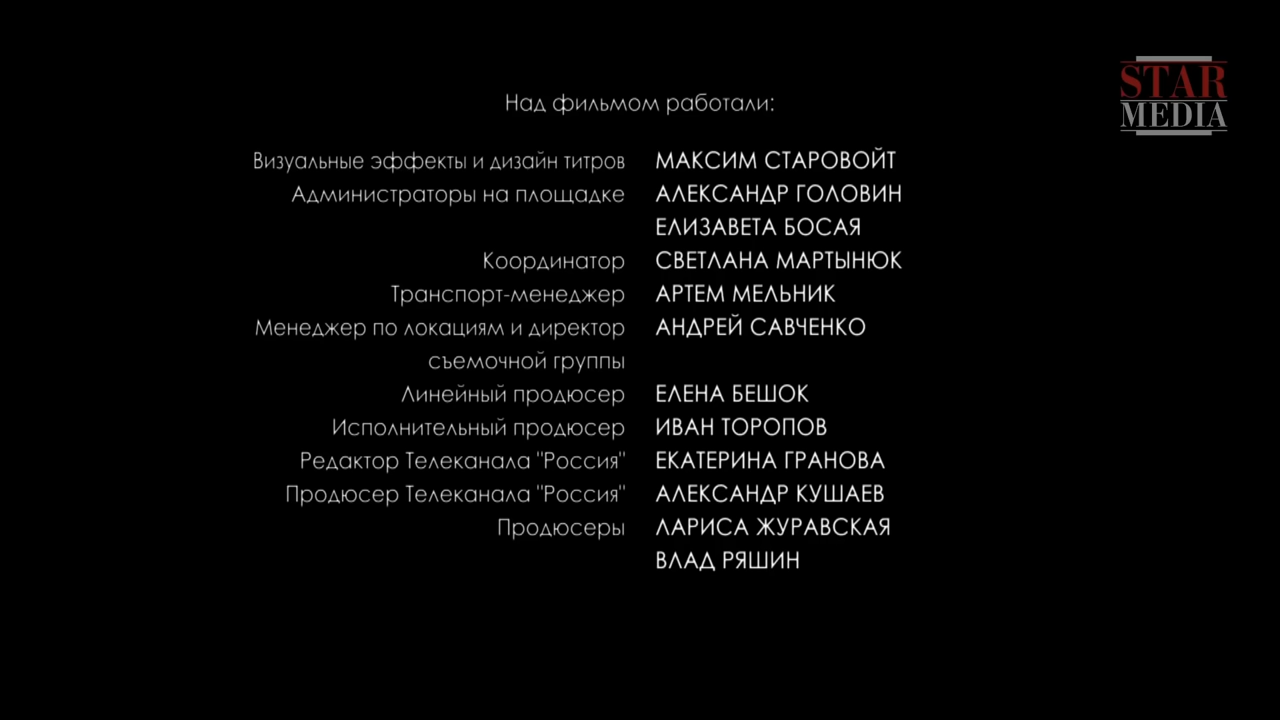 STAR
MEDIA
Над фильмом работали:
Визуальные эффекты и дизайн титров МАКСИМ СТАРОВОЙТ
Администраторы на площадке АЛЕКСАНДР ГОЛОВИН
ЕЛИЗАВЕТА БОСАЯ
Координатор СВЕТЛАНА МАРТЫНЮК
Транспорт-менеджер АРТЕМ МЕЛЬНИК
Менеджер по локациям и директор АНДРЕЙ САВЧЕНКО
съемочной группы
Линейный продюсер ЕЛЕНА БЕШОК
Исполнительный продюсер ИВАН ТОРОПОВ
Редактор Телеканала "Россия" ЕКАТЕРИНА ГРАНОВА
Продюсер Телеканала "Россия" АЛЕКСАНДР КУШАЕВ
Продюсеры ЛАРИСА ЖУРАВСКАЯ
ВЛАД РЯШИН